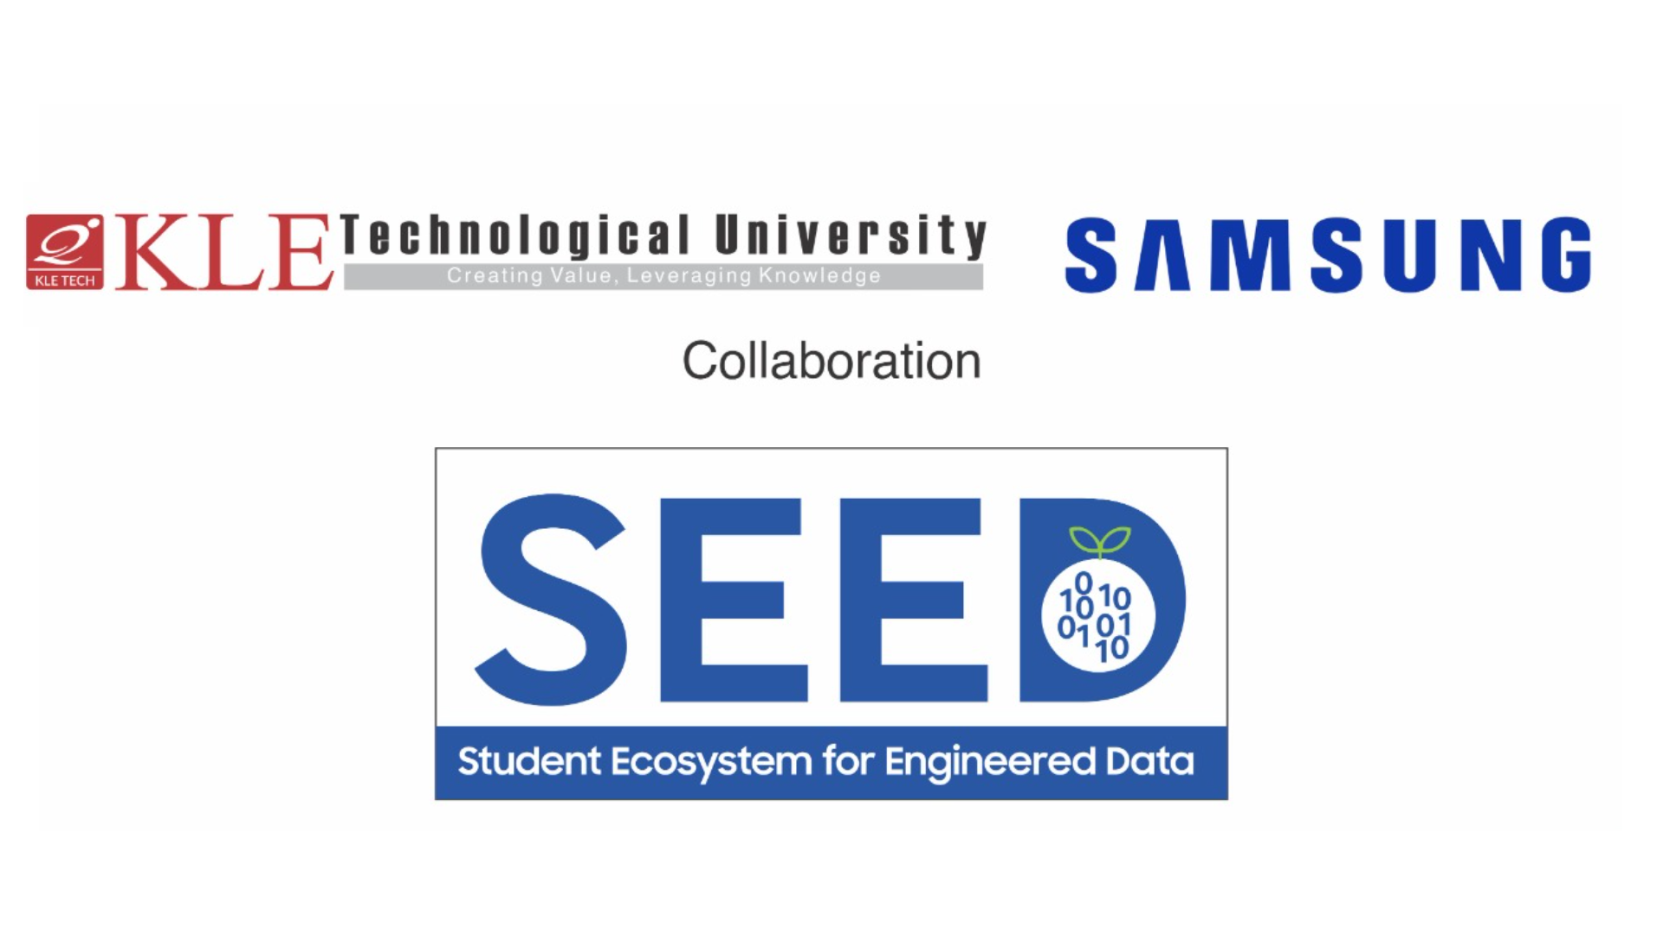 KLE TECH
KLE Technological University
Creating Value, Leveraging Knowledge
SAMSUNG
Collaboration
SEED
0
10 10
01 01
10
Student Ecosystem for Engineered Data